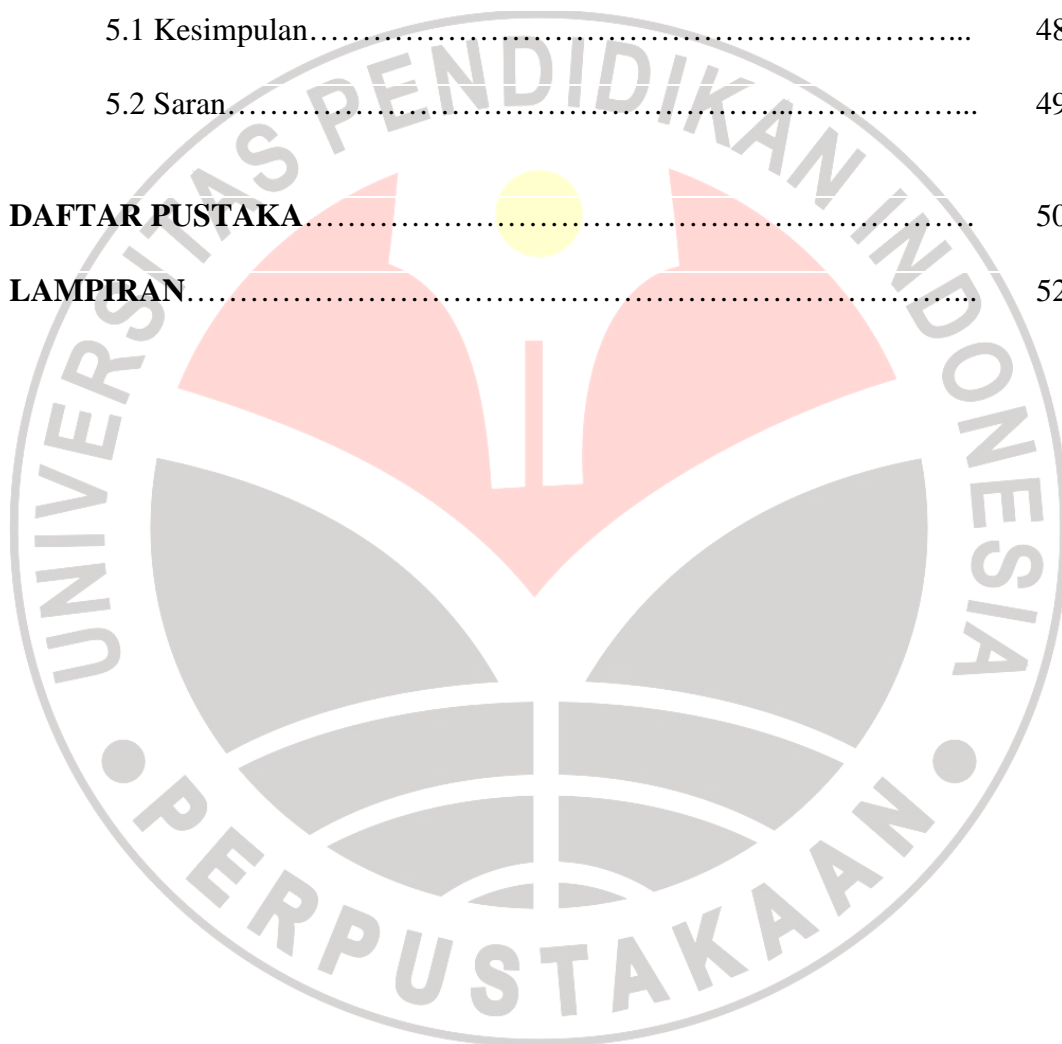 5.1 Kesimpulan…………………………………………………………... 48
5.2 Saran……………………………………………...……………... 49
DAFTAR PUSTAKA……………………………………………………… 50
LAMPIRAN………………………………………………………………... 52
UNIVERSITAS PENDIDIKAN INDONESIA
PERPUSTAKAAN